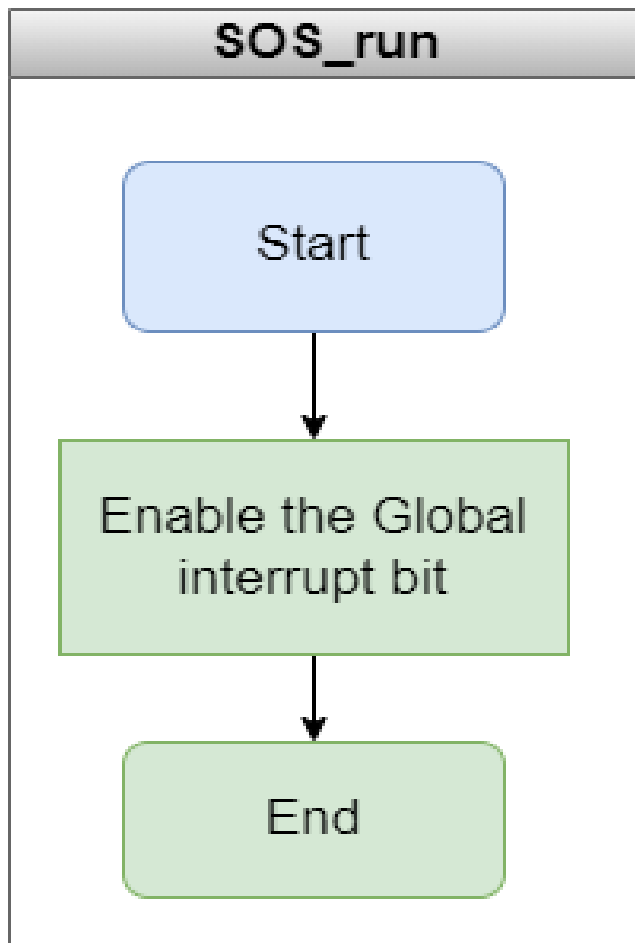 SOS_run
Start
Enable the Global
interrupt bit
End